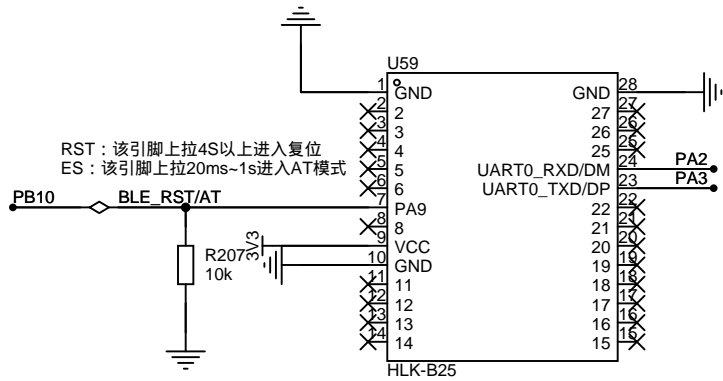 U59
1
GND
2
2
3
3
4
4
5
5
6
6
7
PA9
8
8
9
VCC
10
GND
11
11
12
12
13
13
14
14
28
GND
27
27
26
26
25
25
24
UART0_RXD/DM
PA2
23
UART0_TXD/DP
PA3
22
22
21
21
20
20
19
19
18
18
17
17
16
16
15
15
HLK-B25
RST：该引脚上拉4S以上进入复位
ES：该引脚上拉20ms~1s进入AT模式
PB10
BLE_RST/AT
R207
10k
3V3